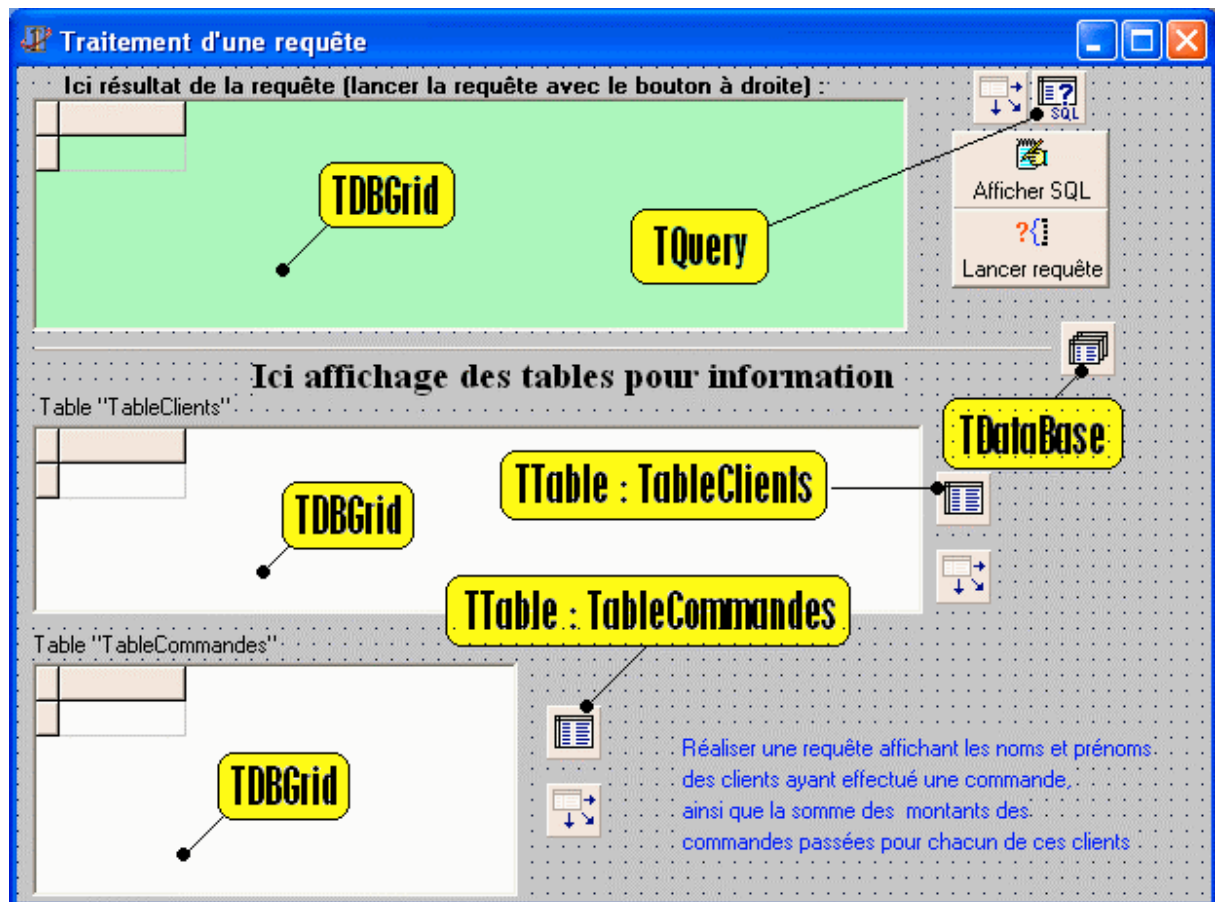 Traitement d'une requête
Ici résultat de la requête (lancer la requête avec le bouton à droite) :
SQL
TDBGrid
TQuery
Afficher SQL
Lancer requête
Ici affichage des tables pour information
Table "TableClients"
TDataBase
TTable : TableClients
TDBGrid
TTable : TableCommandes
Table "TableCommandes"
TDBGrid
Réaliser une requête affichant les noms et prénoms
des clients ayant effectué une commande,
ainsi que la somme des montants des
commandes passées pour chacun de ces clients